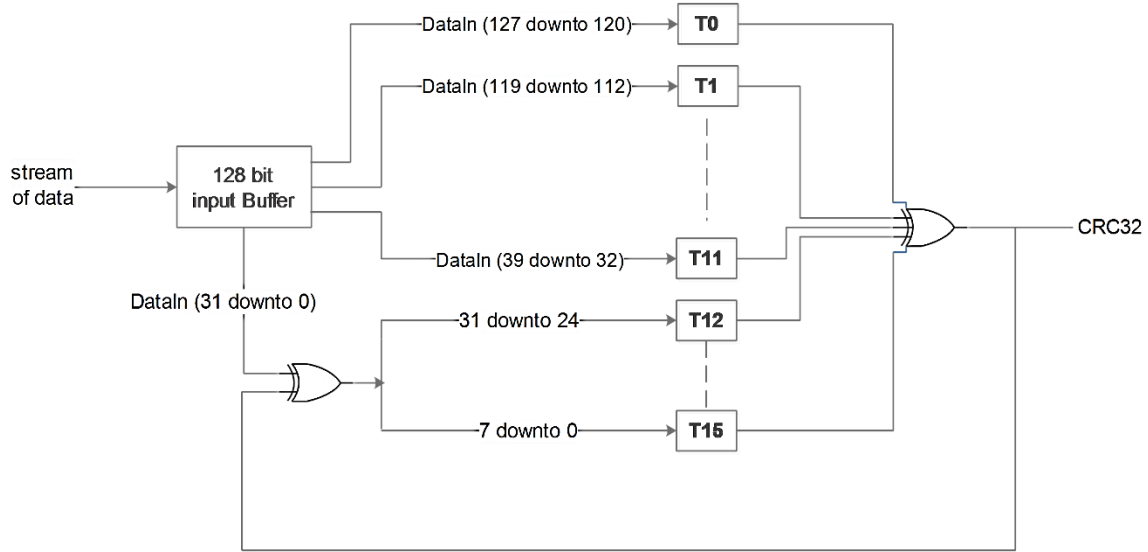 DataIn (127 downto 120)
T0
DataIn (119 downto 112)
T1
stream
of data
128 bit
input Buffer
CRC32
DataIn (39 downto 32)
T11
DataIn (31 downto 0)
31 downto 24
T12
7 downto 0
T15